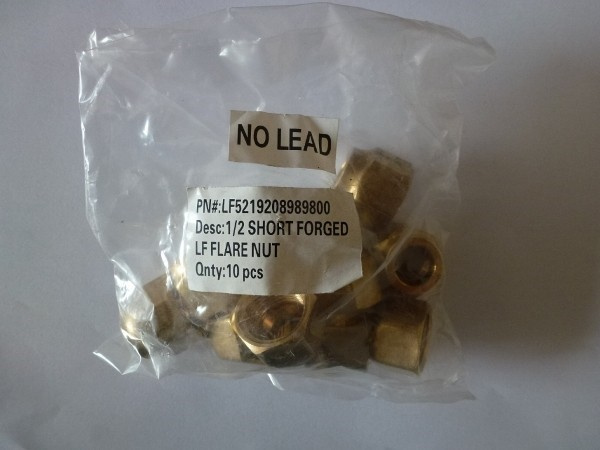 NO LEAD
PN#:LF5219208989800
Desc:1/2 SHORT FORGED
LF FLARE NUT
Qnty:10 pcs